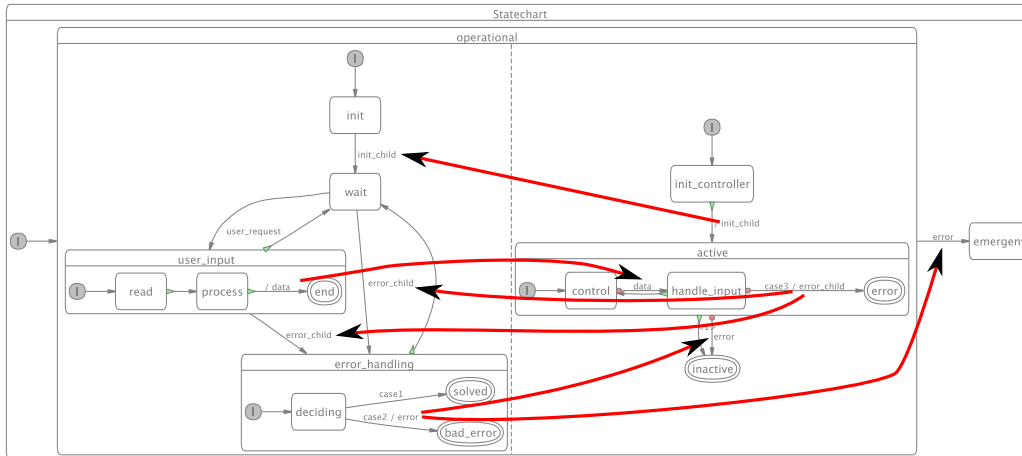 Statechart
operational
I
init
init_child
wait
user_request
user_input
I
read
process
/ data
end
error_child
error_child
error_handling
I
deciding
case1
solved
case2 / error
bad_error
I
init_controller
/ init_child
active
I
control
data
handle_input
case3 / error_child
error
error
inactive
I
error
emergen